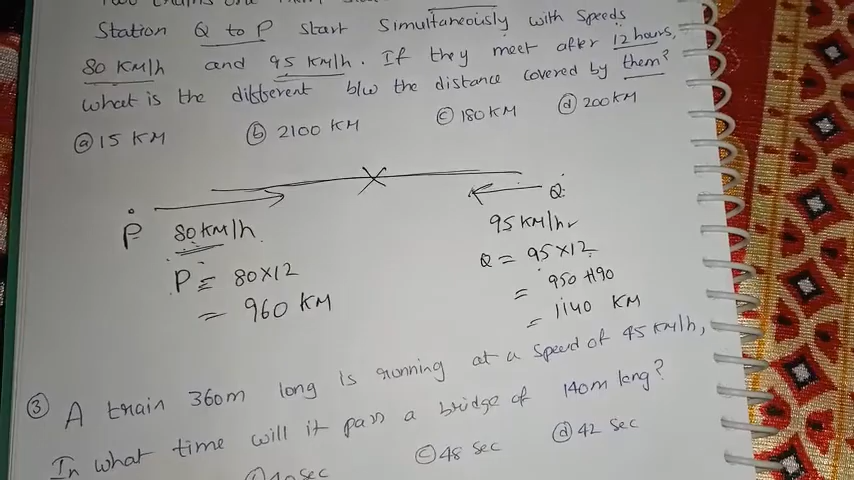 Station Q to P start Simultaneously with Speeds
80 KM/h and 95 KM/h. If they meet after 12 hours,
what is the different b/w the distance covered by them?
ⓐ 15 KM ⓑ 2100 KM ⓒ 180 KM ⓓ 200 KM
P 80 KM/h Q
95 KM/hr
P = 80×12 Q = 95×12
= 960 KM = 950+190
= 1140 KM
③ A train 360m long is running at a speed of 45 KM/h,
In what time will it pass a bridge of 140m long?
40 sec ⓒ 48 sec ⓓ 42 sec